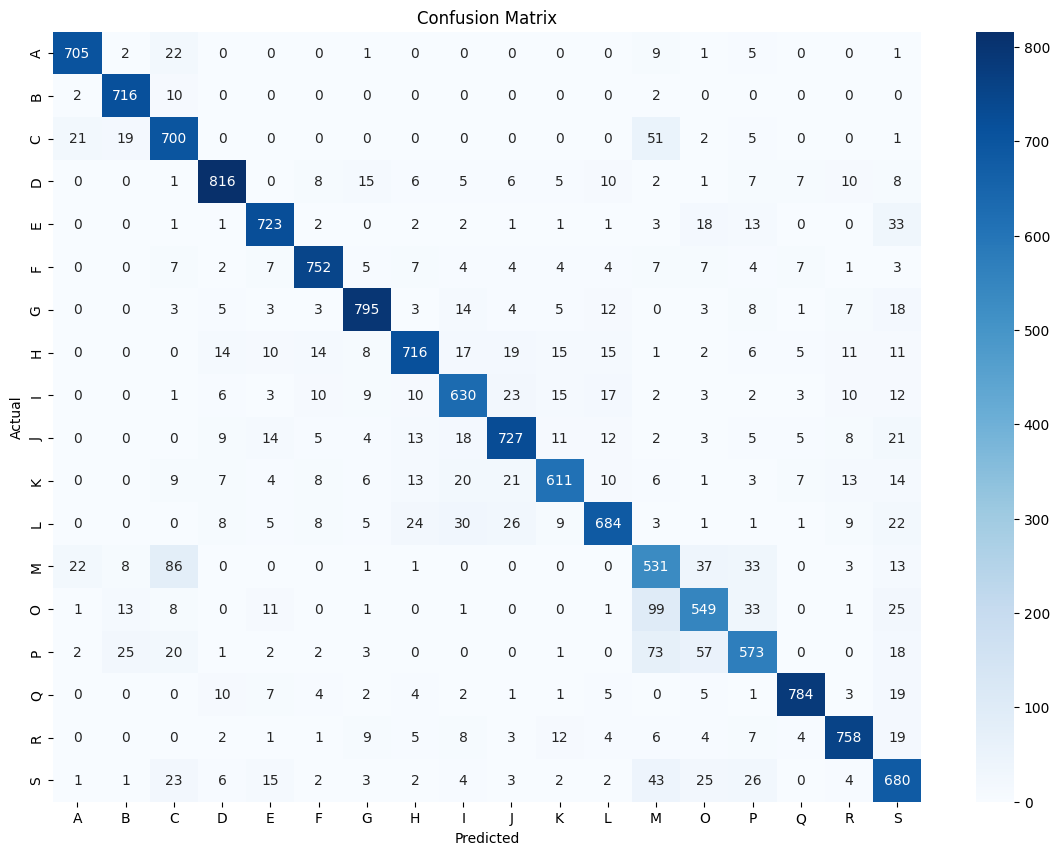 Confusion Matrix
A 705 2 22 0 0 0 1 0 0 0 0 0 9 1 5 0 0 1
B 2 716 10 0 0 0 0 0 0 0 0 0 2 0 0 0 0 0
C 21 19 700 0 0 0 0 0 0 0 0 0 51 2 5 0 0 1
D 0 0 1 816 0 8 15 6 5 6 5 10 2 1 7 7 10 8
E 0 0 1 1 723 2 0 2 2 1 1 1 3 18 13 0 0 33
F 0 0 7 2 7 752 5 7 4 4 4 4 7 7 4 7 1 3
G 0 0 3 5 3 3 795 3 14 4 5 12 0 3 8 1 7 18
H 0 0 0 14 10 14 8 716 17 19 15 15 1 2 6 5 11 11
I 0 0 1 6 3 10 9 10 630 23 15 17 2 3 2 3 10 12
J 0 0 0 9 14 5 4 13 18 727 11 12 2 3 5 5 8 21
K 0 0 9 7 4 8 6 13 20 21 611 10 6 1 3 7 13 14
L 0 0 0 8 5 8 5 24 30 26 9 684 3 1 1 1 9 22
M 22 8 86 0 0 0 1 1 0 0 0 0 531 37 33 0 3 13
O 1 13 8 0 11 0 1 0 1 0 0 1 99 549 33 0 1 25
P 2 25 20 1 2 2 3 0 0 0 1 0 73 57 573 0 0 18
Q 0 0 0 10 7 4 2 4 2 1 1 5 0 5 1 784 3 19
R 0 0 0 2 1 1 9 5 8 3 12 4 6 4 7 4 758 19
S 1 1 23 6 15 2 3 2 4 3 2 2 43 25 26 0 4 680
A B C D E F G H I J K L M O P Q R S
Predicted
Actual
800
700
600
500
400
300
200
100
0